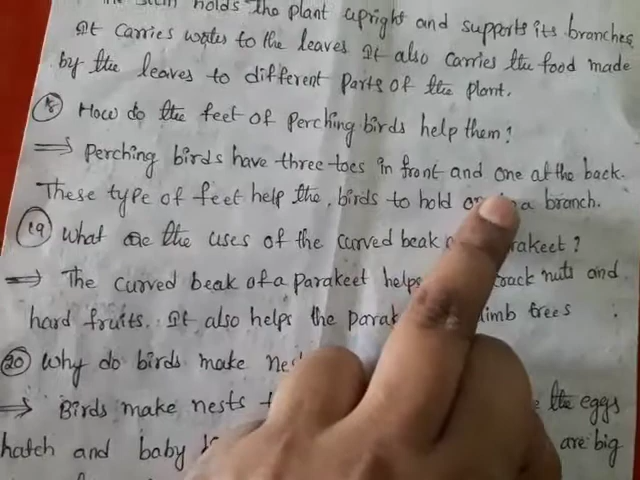 The stem holds the plant upright and supports its branches
It carries water to the leaves It also carries the food made
by the leaves to different parts of the plant.
18 How do the feet of perching birds help them?
⇒ Perching birds have three toes in front and one at the back.
These type of feet help the birds to hold a branch.
19 What are the uses of the curved beak parakeet?
⇒ The curved beak of a parakeet helps crack nuts and
hard fruits. It also helps the climb trees
20 Why do birds make
⇒ Birds make nests the eggs
hatch and baby are big